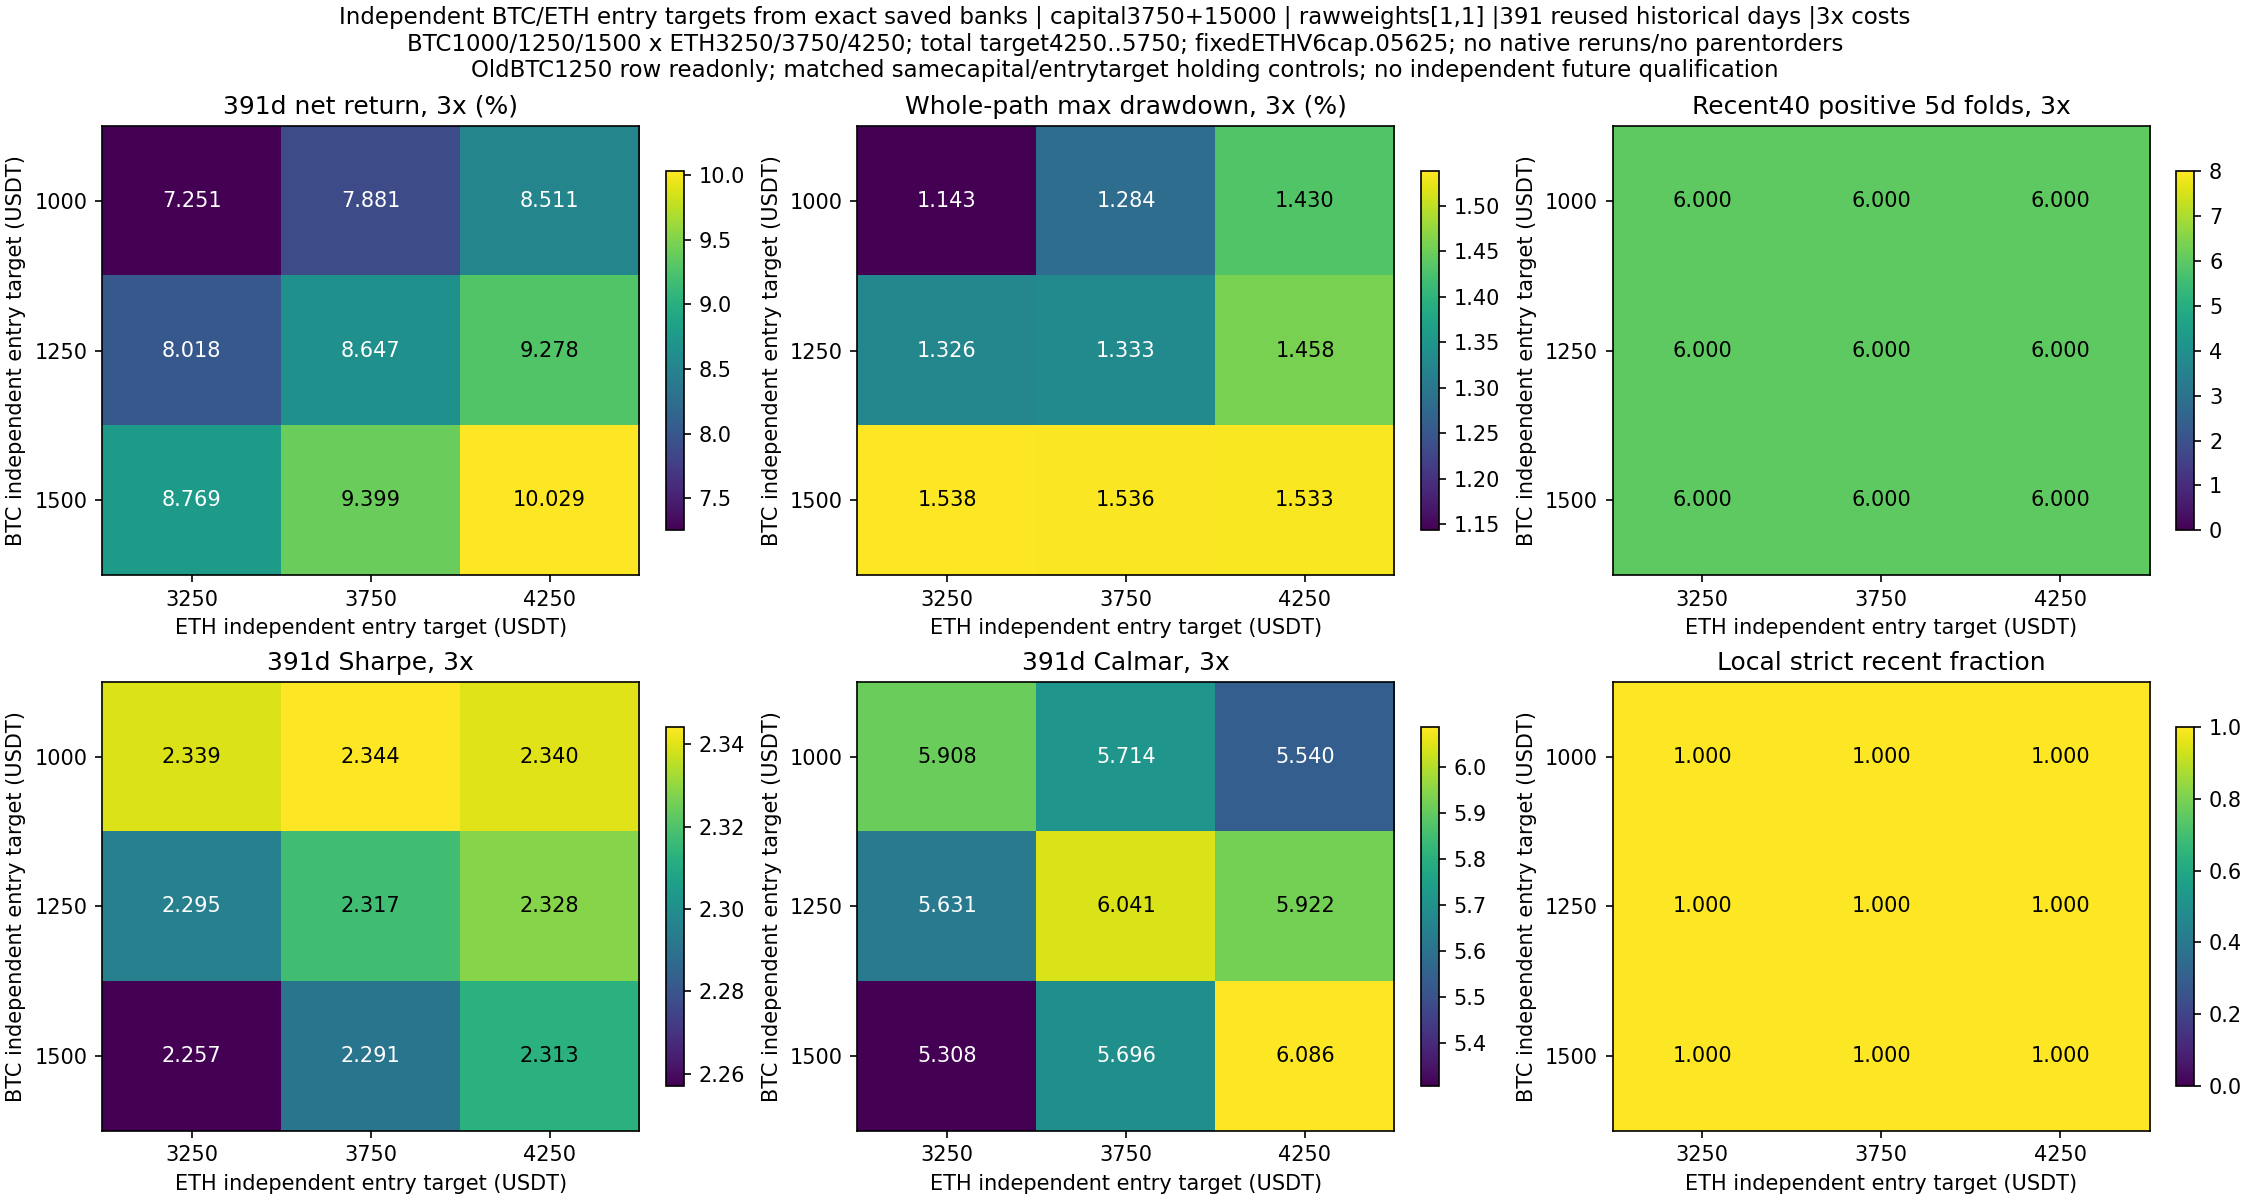 Independent BTC/ETH entry targets from exact saved banks | capital3750+15000 | rawweights[1,1] |391 reused historical days |3x costs
BTC1000/1250/1500 x ETH3250/3750/4250; total target4250..5750; fixedETHV6cap.05625; no native reruns/no parentorders
OldBTC1250 row readonly; matched samecapital/entrytarget holding controls; no independent future qualification
391d net return, 3x (%)
BTC independent entry target (USDT)
1000
1250
1500
7.251 7.881 8.511
8.018 8.647 9.278
8.769 9.399 10.029
3250 3750 4250
ETH independent entry target (USDT)
10.0
9.5
9.0
8.5
8.0
7.5
Whole-path max drawdown, 3x (%)
BTC independent entry target (USDT)
1000
1250
1500
1.143 1.284 1.430
1.326 1.333 1.458
1.538 1.536 1.533
3250 3750 4250
ETH independent entry target (USDT)
1.50
1.45
1.40
1.35
1.30
1.25
1.20
1.15
Recent40 positive 5d folds, 3x
BTC independent entry target (USDT)
1000
1250
1500
6.000 6.000 6.000
6.000 6.000 6.000
6.000 6.000 6.000
3250 3750 4250
ETH independent entry target (USDT)
8
7
6
5
4
3
2
1
0
391d Sharpe, 3x
BTC independent entry target (USDT)
1000
1250
1500
2.339 2.344 2.340
2.295 2.317 2.328
2.257 2.291 2.313
3250 3750 4250
ETH independent entry target (USDT)
2.34
2.32
2.30
2.28
2.26
391d Calmar, 3x
BTC independent entry target (USDT)
1000
1250
1500
5.908 5.714 5.540
5.631 6.041 5.922
5.308 5.696 6.086
3250 3750 4250
ETH independent entry target (USDT)
6.0
5.9
5.8
5.7
5.6
5.5
5.4
Local strict recent fraction
BTC independent entry target (USDT)
1000
1250
1500
1.000 1.000 1.000
1.000 1.000 1.000
1.000 1.000 1.000
3250 3750 4250
ETH independent entry target (USDT)
1.0
0.8
0.6
0.4
0.2
0.0